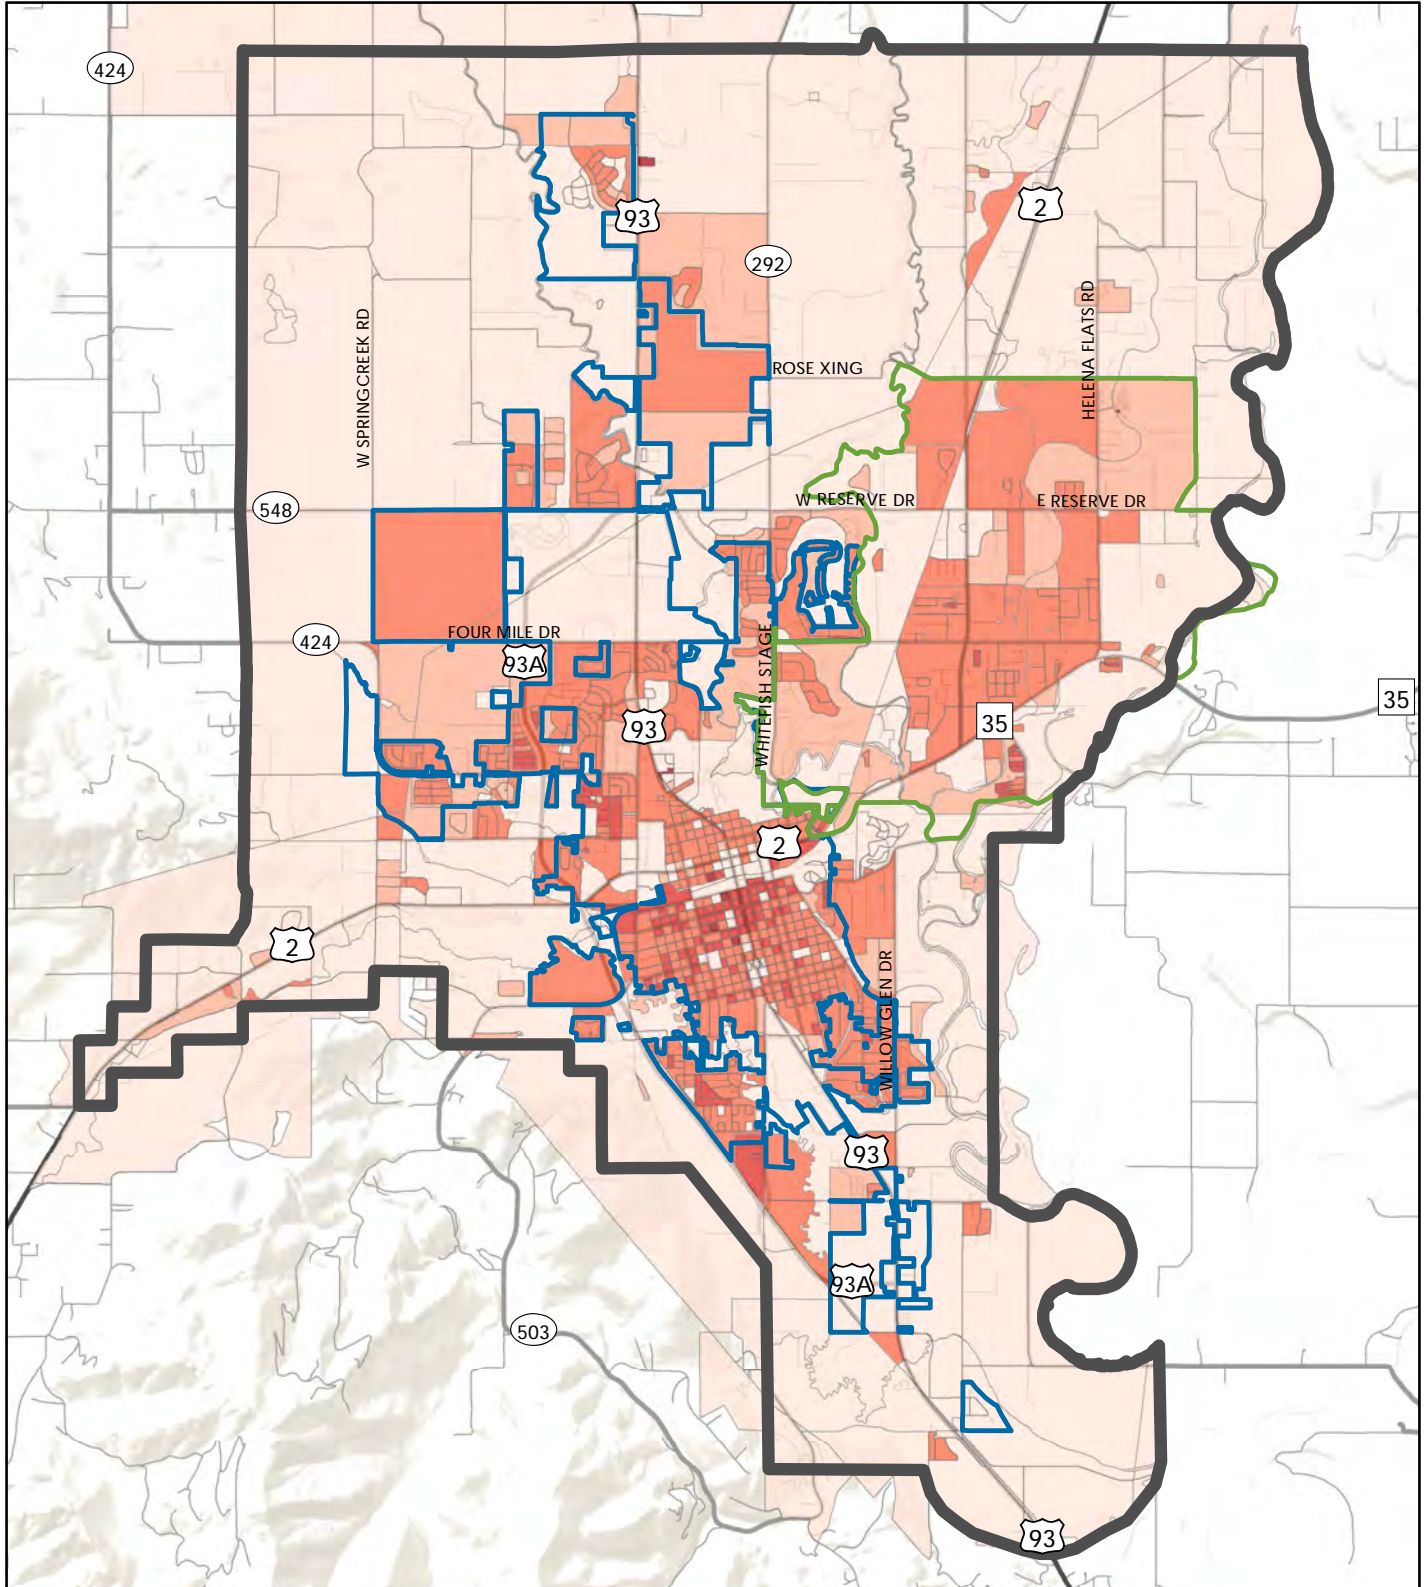 424
2
93
292
HELENA FLATS RD
W SPRINGCREEK RD
ROSE XING
W RESERVE DR
E RESERVE DR
548
FOUR MILE DR
424
93A
WHITEFISH STAGE
35
93
35
2
2
WILLOW GLEN DR
93
93A
503
93